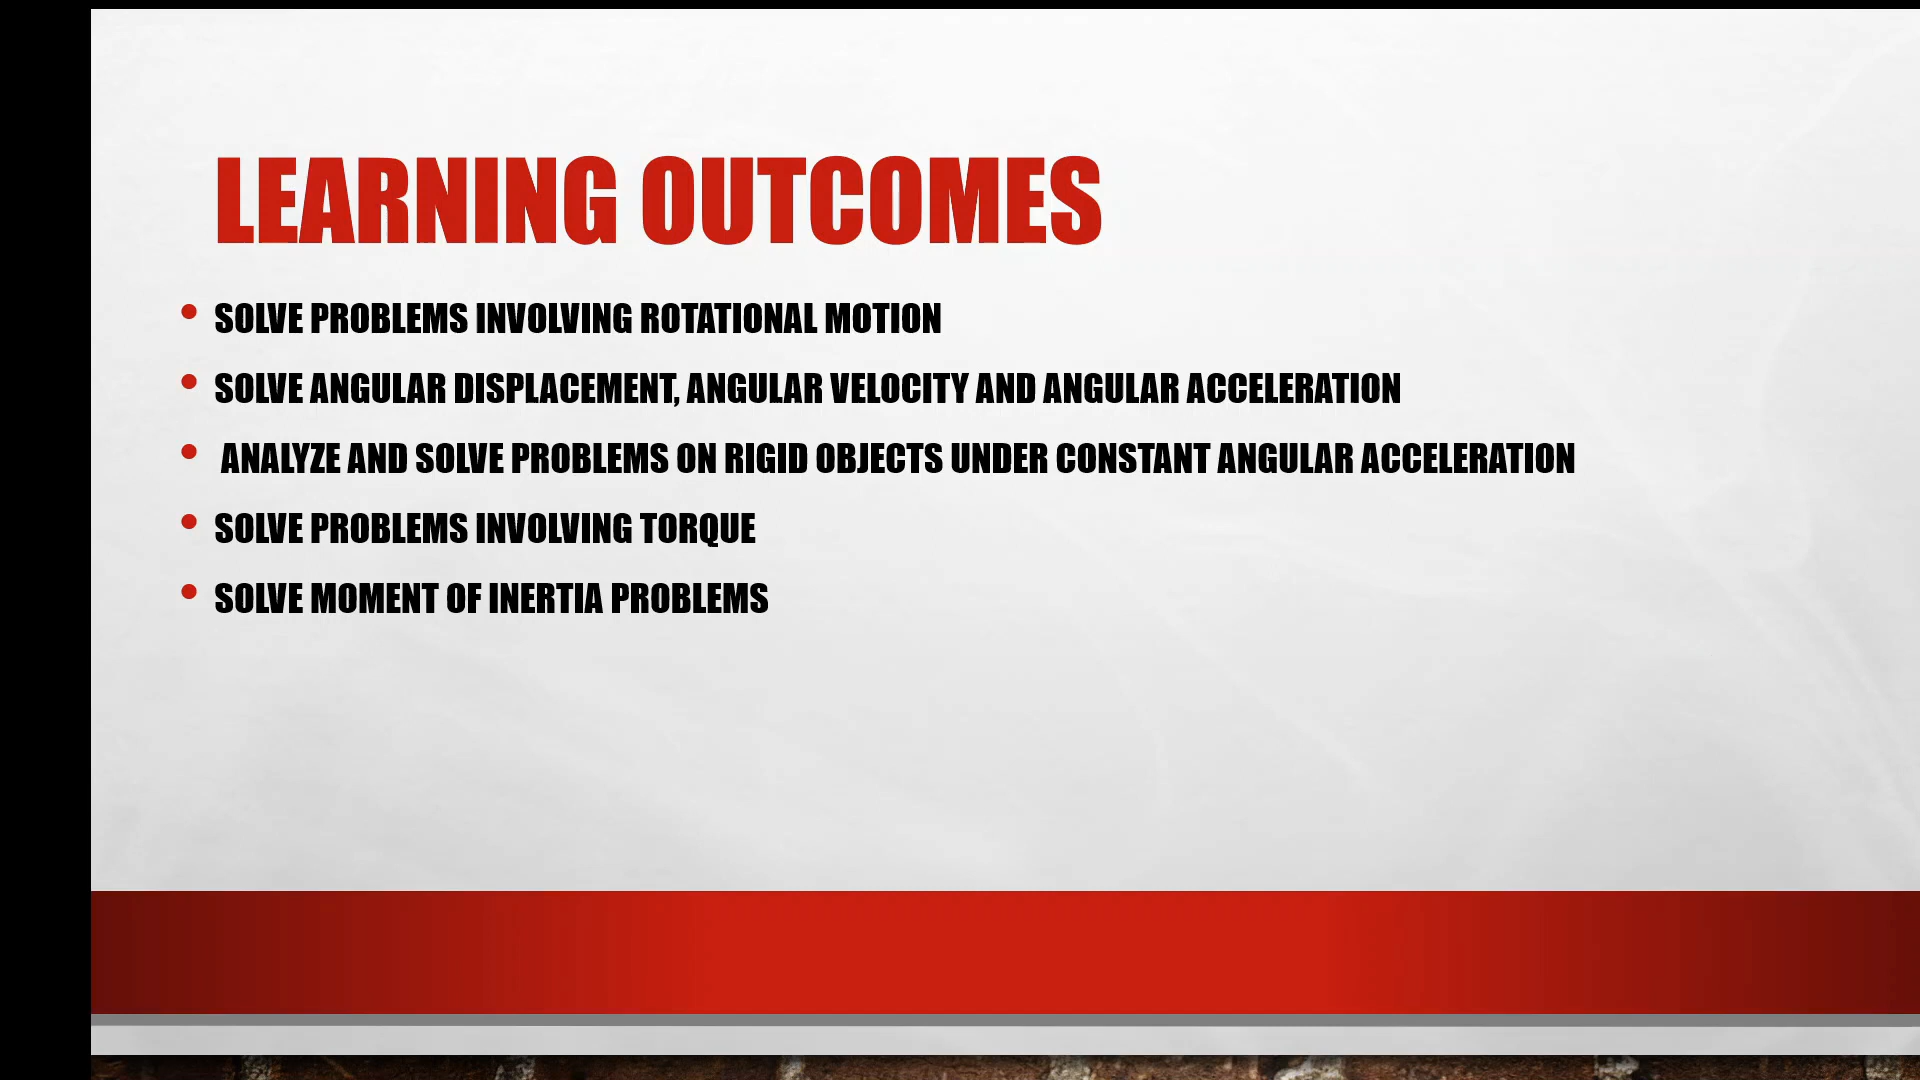 LEARNING OUTCOMES
• SOLVE PROBLEMS INVOLVING ROTATIONAL MOTION
• SOLVE ANGULAR DISPLACEMENT, ANGULAR VELOCITY AND ANGULAR ACCELERATION
• ANALYZE AND SOLVE PROBLEMS ON RIGID OBJECTS UNDER CONSTANT ANGULAR ACCELERATION
• SOLVE PROBLEMS INVOLVING TORQUE
• SOLVE MOMENT OF INERTIA PROBLEMS